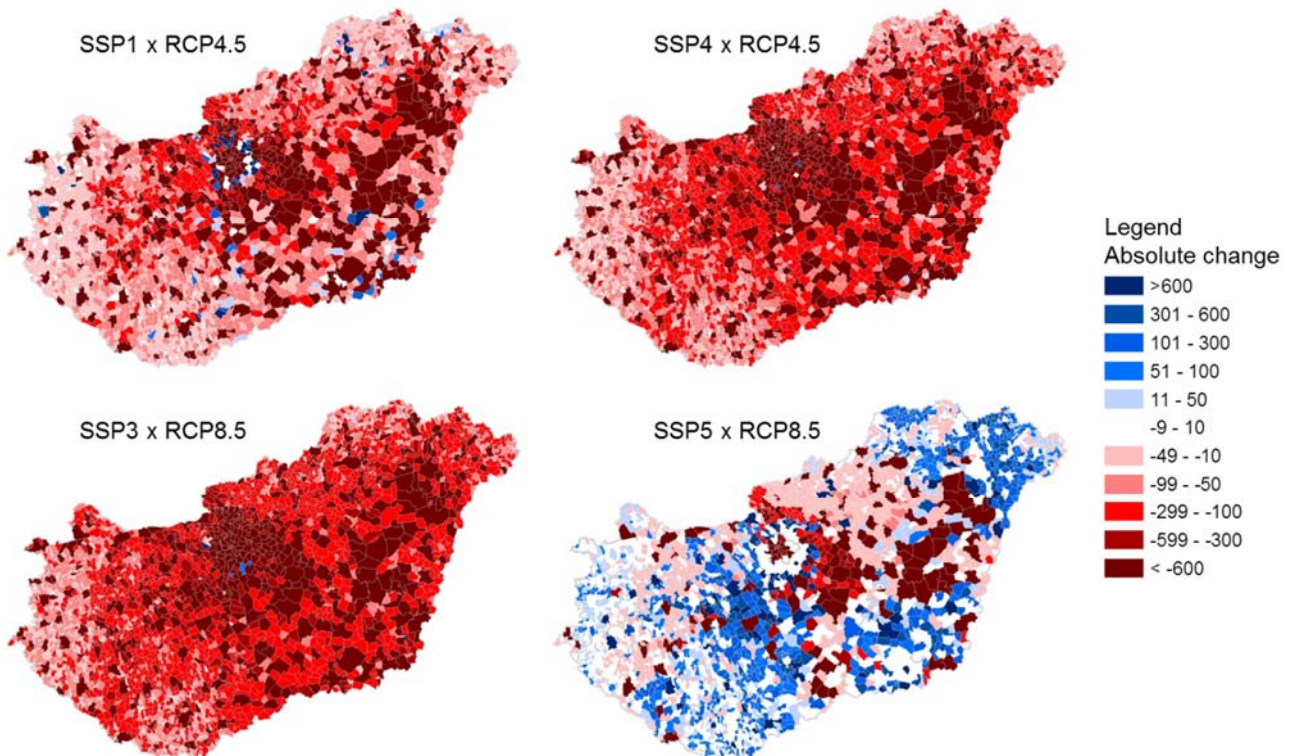 SSP1 x RCP4.5
SSP4 x RCP4.5
SSP3 x RCP8.5
SSP5 x RCP8.5
Legend
Absolute change
>600
301 - 600
101 - 300
51 - 100
11 - 50
-9 - 10
-49 - -10
-99 - -50
-299 - -100
-599 - -300
< -600